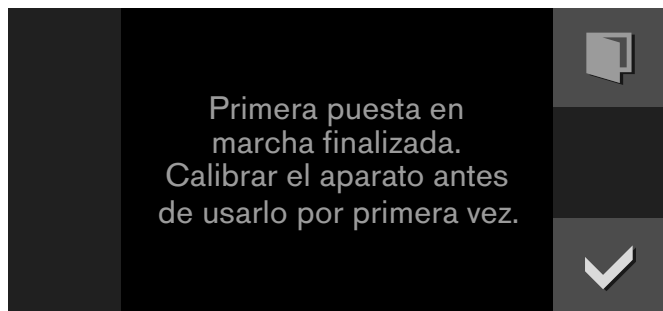 Primera puesta en
marcha finalizada.
Calibrar el aparato antes
de usarlo por primera vez.